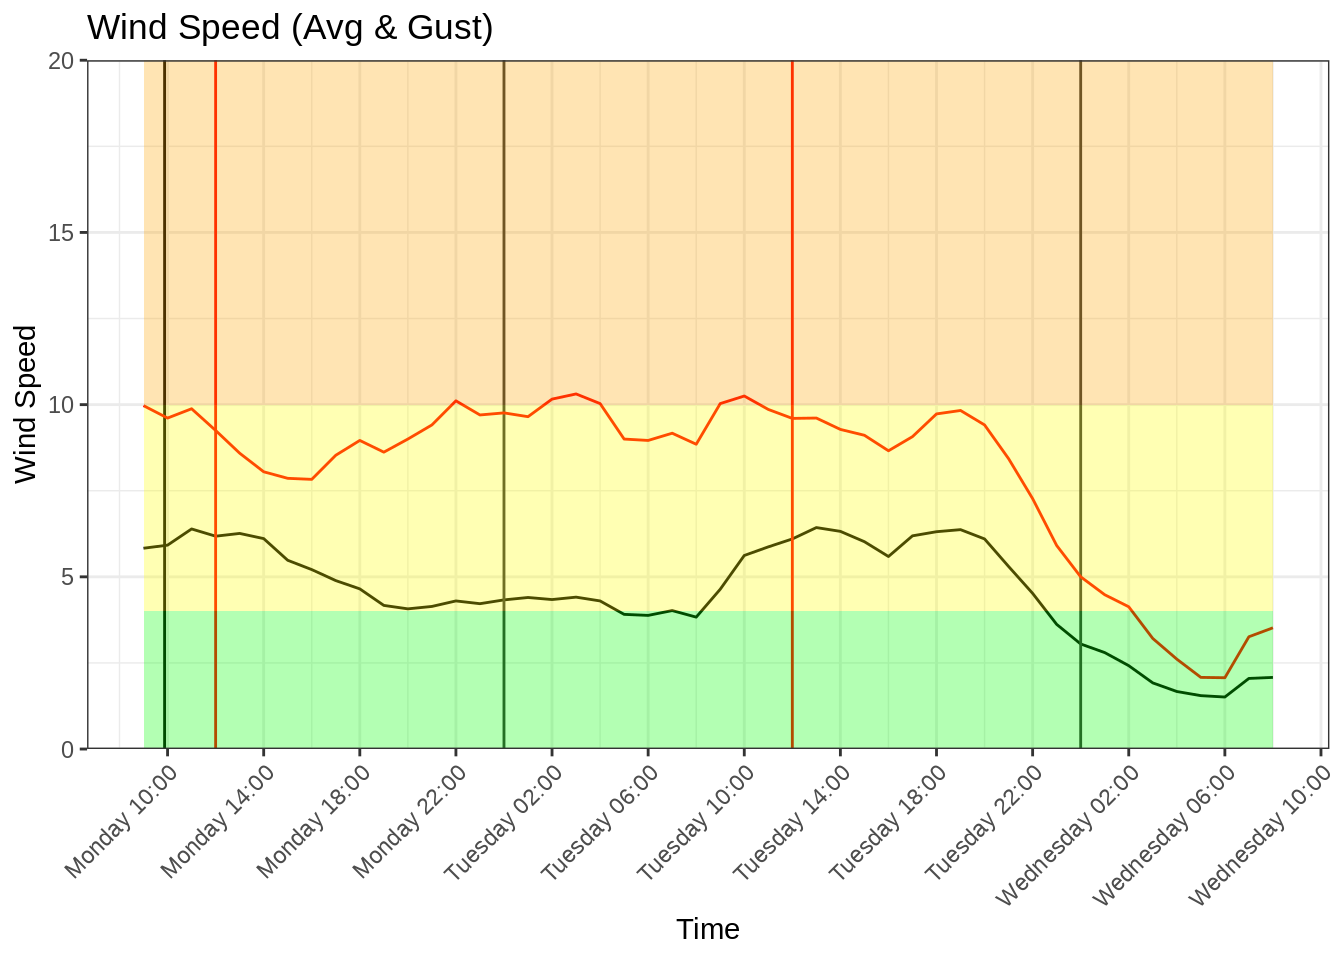 Wind Speed (Avg & Gust)
20
15
10
5
0
Wind Speed
Monday 10:00
Monday 14:00
Monday 18:00
Monday 22:00
Tuesday 02:00
Tuesday 06:00
Tuesday 10:00
Tuesday 14:00
Tuesday 18:00
Tuesday 22:00
Wednesday 02:00
Wednesday 06:00
Wednesday 10:00
Time